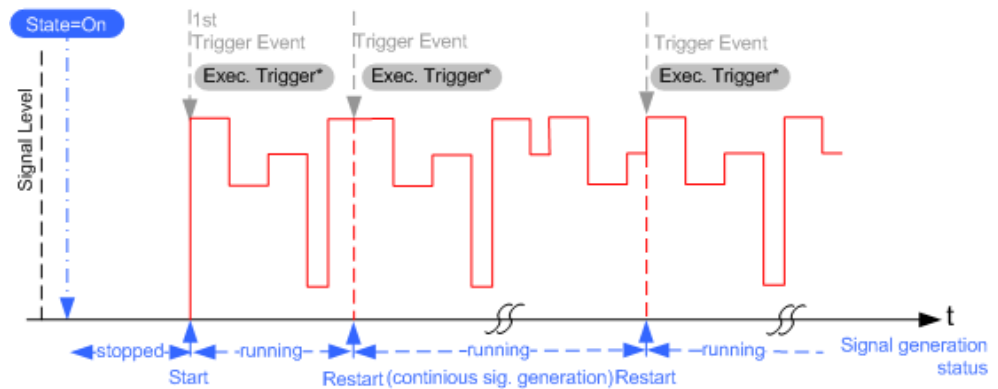 State=On
1st
Trigger Event
Trigger Event
Trigger Event
Exec. Trigger*
Exec. Trigger*
Exec. Trigger*
Signal Level
t
stopped
running
running
running
Signal generation
status
Start
Restart (continious sig. generation) Restart